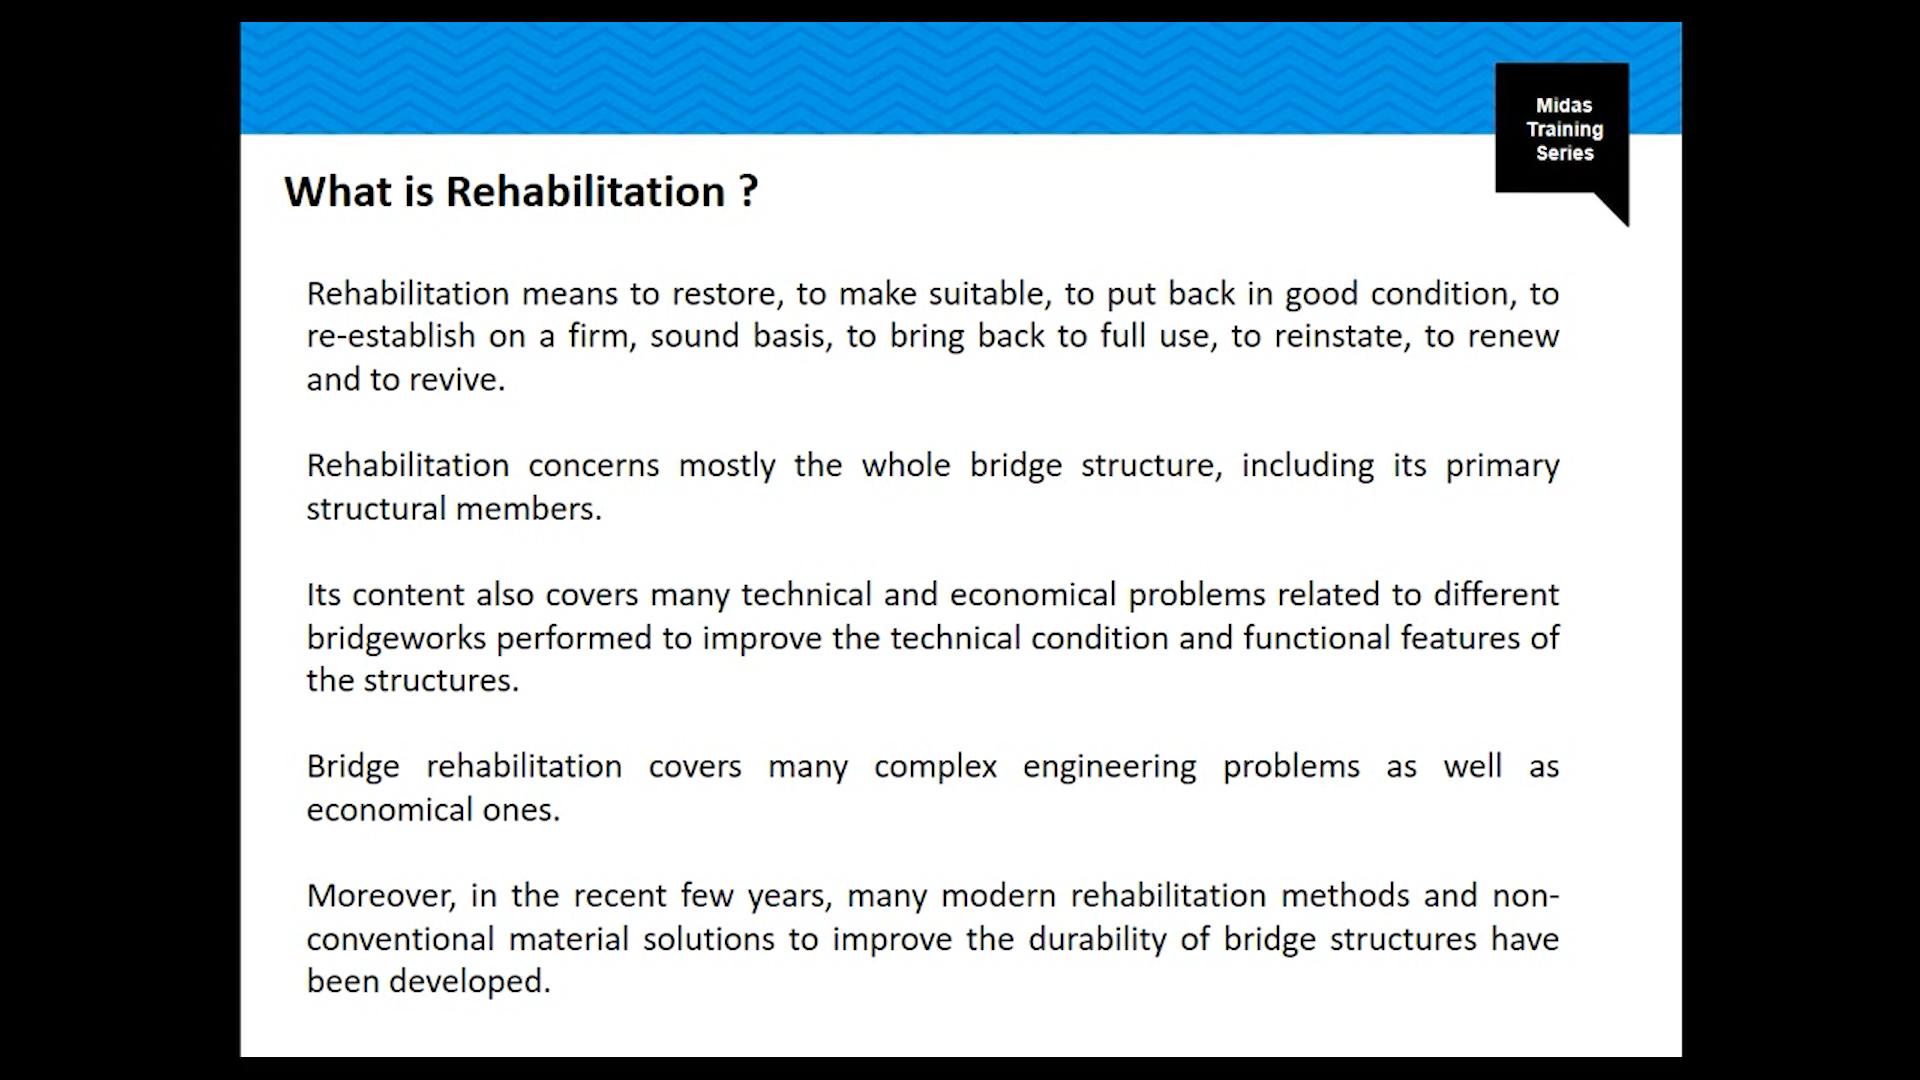 Midas
Training
Series
What is Rehabilitation ?
Rehabilitation means to restore, to make suitable, to put back in good condition, to
re-establish on a firm, sound basis, to bring back to full use, to reinstate, to renew
and to revive.
Rehabilitation concerns mostly the whole bridge structure, including its primary
structural members.
Its content also covers many technical and economical problems related to different
bridgeworks performed to improve the technical condition and functional features of
the structures.
Bridge rehabilitation covers many complex engineering problems as well as
economical ones.
Moreover, in the recent few years, many modern rehabilitation methods and non-
conventional material solutions to improve the durability of bridge structures have
been developed.